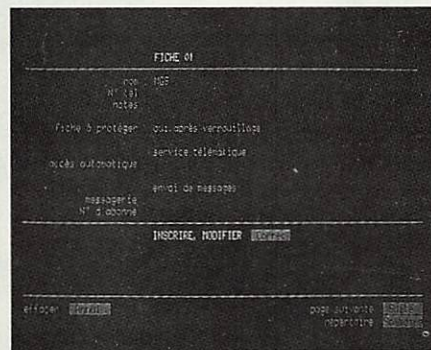 FICHE 01
nom MGS
N° tél
notes
fiche à protéger oui.après verrouillage
service télématique
accès automatique
envoi de messages
messagerie
N° d'abonné
INSCRIRE, MODIFIER
effacer page suivante
répertoire